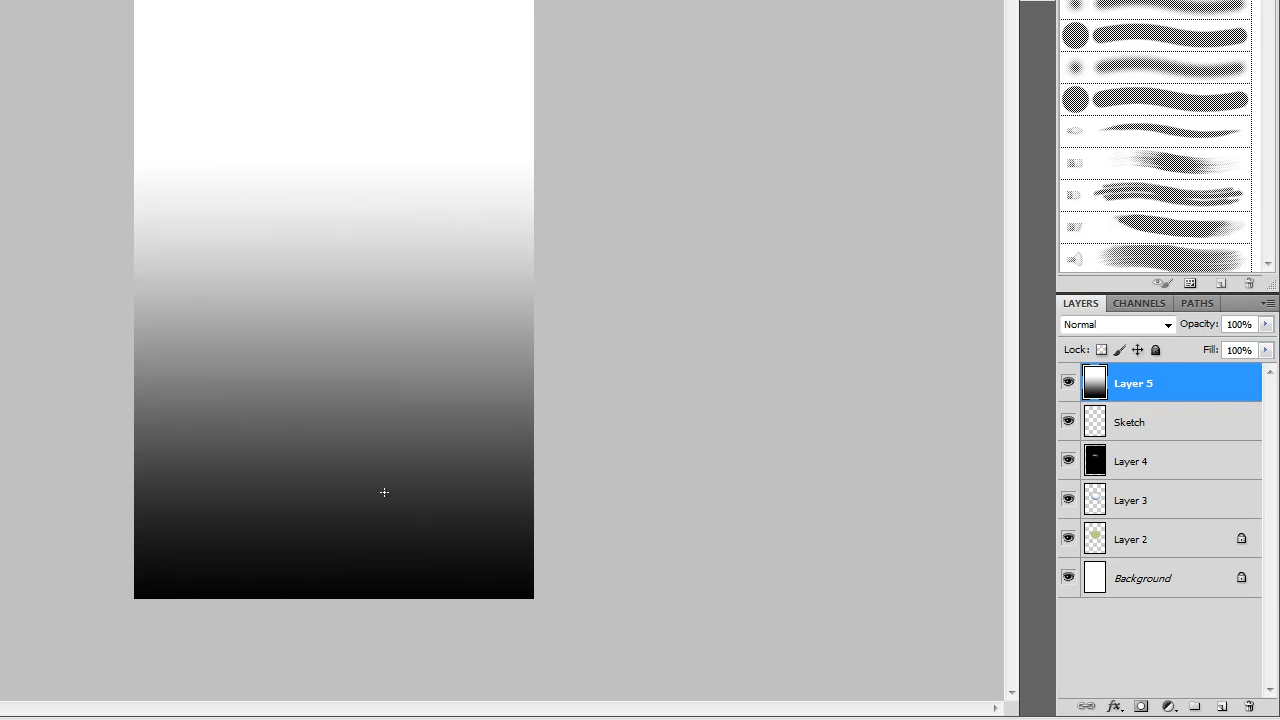 LAYERS CHANNELS PATHS
Normal Opacity: 100%
Lock: Fill: 100%
Layer 5
Sketch
Layer 4
Layer 3
Layer 2
Background
fx